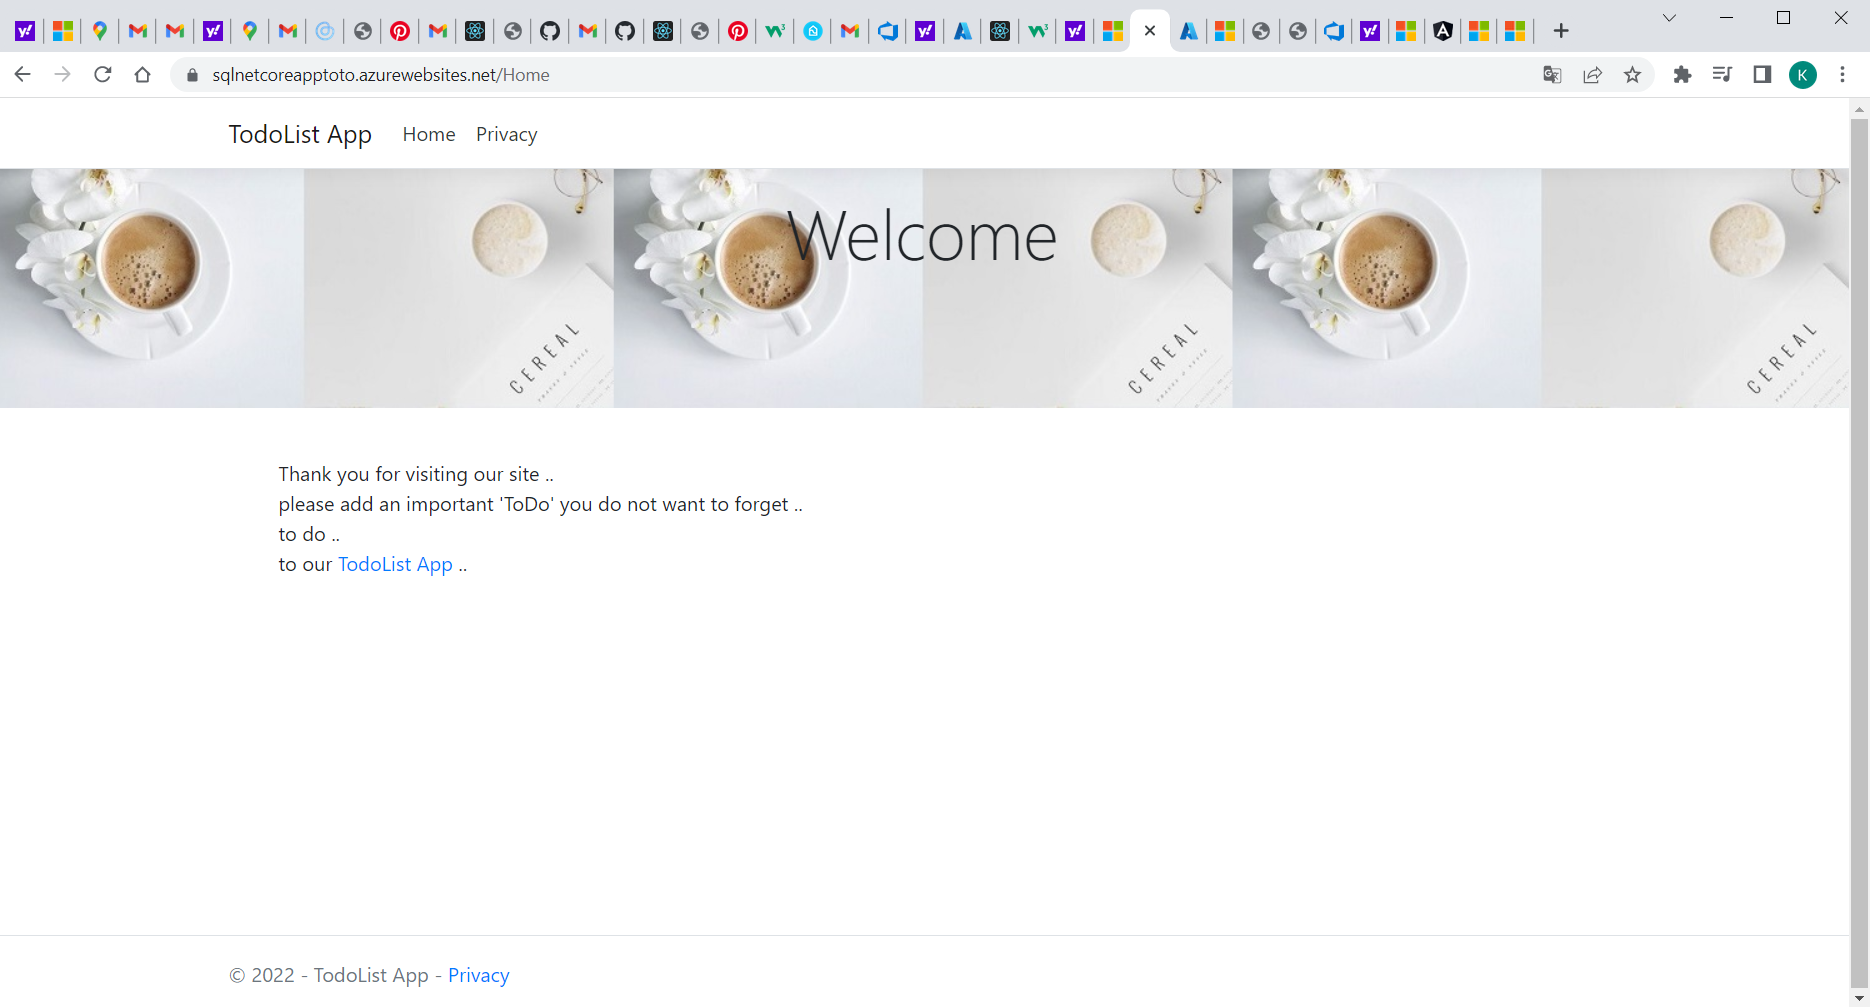 sqlnetcoreapptoto.azurewebsites.net/Home
K
TodoList App Home Privacy
Welcome
CEREAL
CEREAL
CEREAL
Thank you for visiting our site ..
please add an important 'ToDo' you do not want to forget ..
to do ..
to our TodoList App ..
© 2022 - TodoList App - Privacy